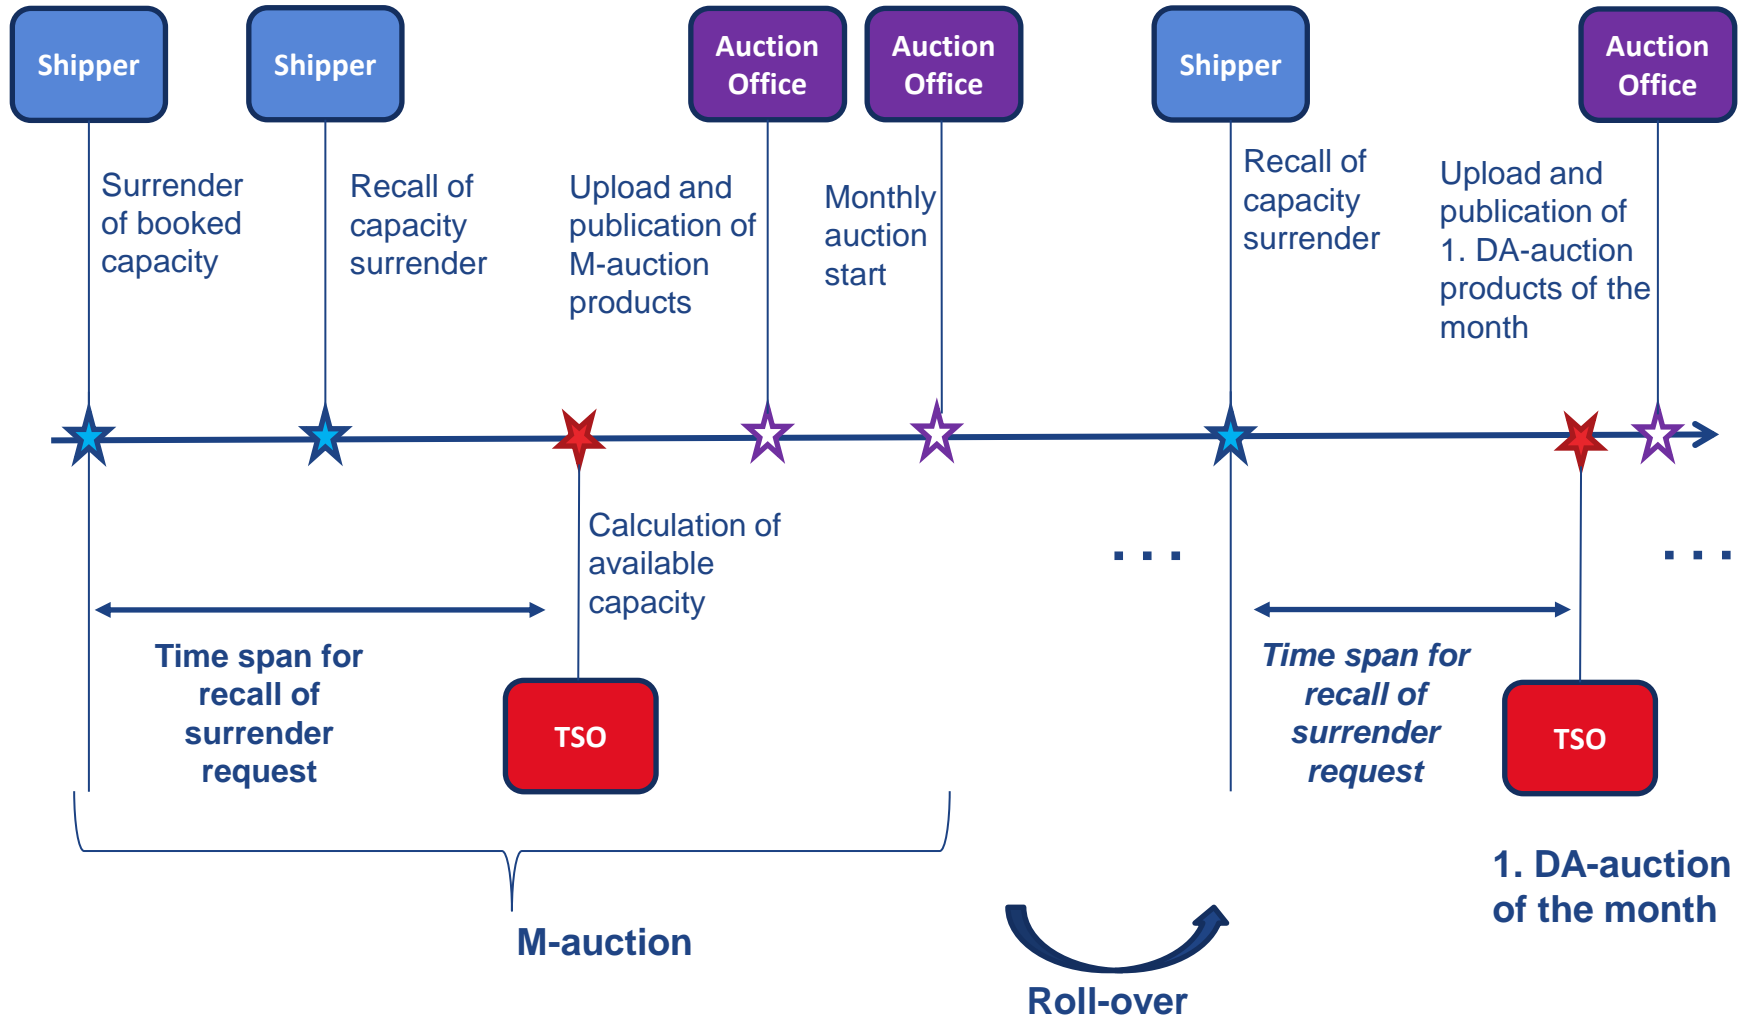 Shipper
Shipper
Auction
Office
Auction
Office
Shipper
Auction
Office
Surrender
of booked
capacity
Recall of
capacity
surrender
Upload and
publication of
M-auction
products
Monthly
auction
start
Recall of
capacity
surrender
Upload and
publication of
1. DA-auction
products of the
month
Calculation of
available
capacity
. . .
. . .
Time span for
recall of
surrender
request
TSO
Time span for
recall of
surrender
request
TSO
M-auction
1. DA-auction
of the month
Roll-over